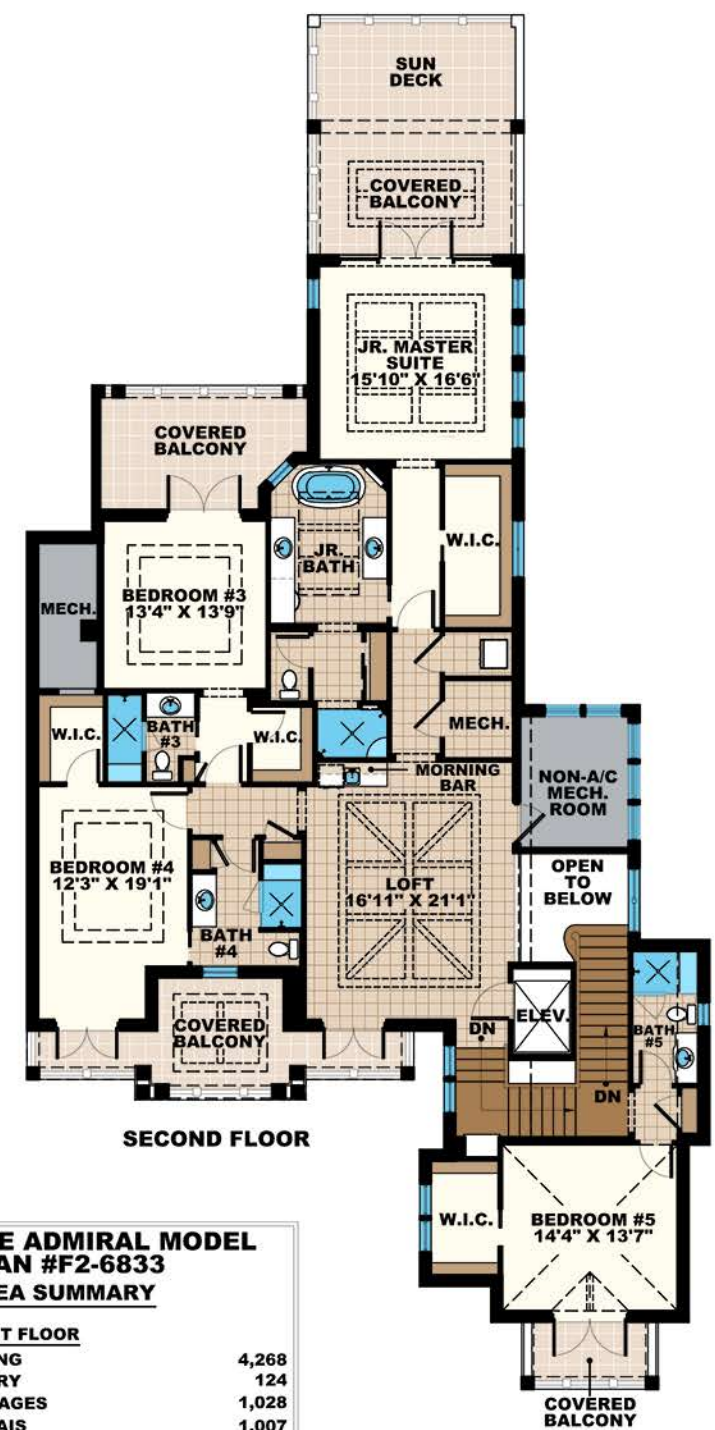 SUN
DECK
COVERED
BALCONY
JR. MASTER
SUITE
15'10" X 16'6"
COVERED
BALCONY
W.I.C.
JR.
BATH
BEDROOM #3
13'4" X 13'9"
MECH.
W.I.C.
BATH
#3
W.I.C.
MECH.
MORNING
BAR
NON-A/C
MECH.
ROOM
BEDROOM #4
12'3" X 19'1"
LOFT
16'11" X 21'1"
OPEN
TO
BELOW
BATH
#4
COVERED
BALCONY
DN
ELEV.
BATH
#5
DN
SECOND FLOOR
W.I.C.
BEDROOM #5
14'4" X 13'7"
COVERED
BALCONY
E ADMIRAL MODEL
AN #F2-6833
EA SUMMARY
T FLOOR
NG 4,268
RY 124
AGES 1,028
AIS 1,007